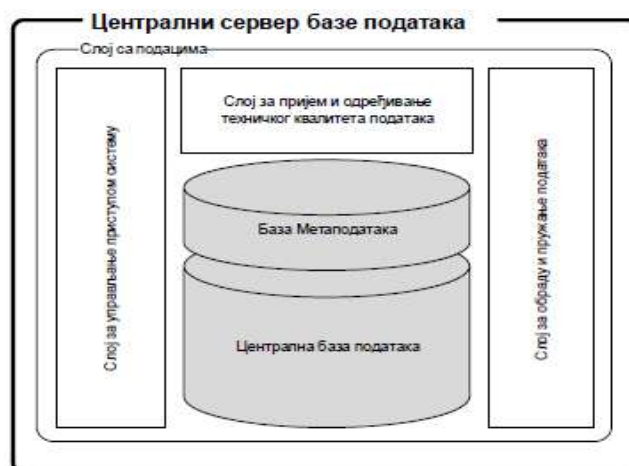 Централни сервер базе података
Слој са подацима
Слој за управљање приступом систему
Слој за пријем и одређивање
техничког квалитета података
База Метаподатака
Централна база података
Слој за обраду и пружање података